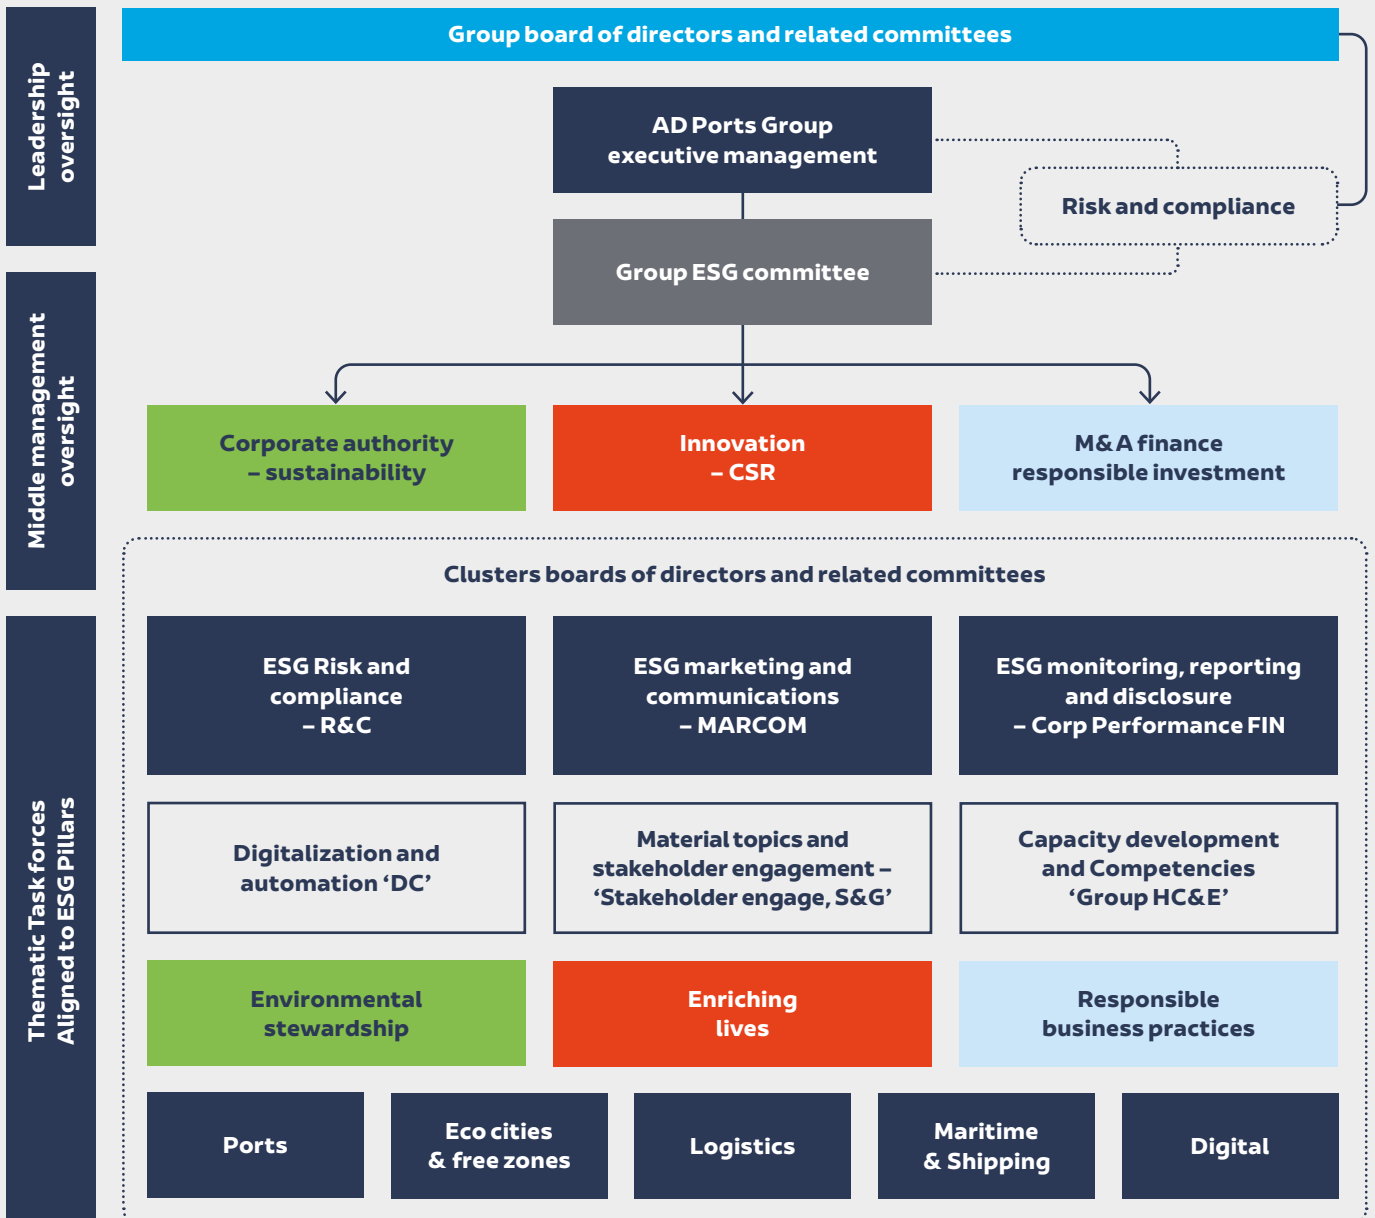 Leadership
oversight
Group board of directors and related committees
AD Ports Group
executive management
Risk and compliance
Group ESG committee
Middle management
oversight
Corporate authority
– sustainability
Innovation
– CSR
M&A finance
responsible investment
Clusters boards of directors and related committees
Thematic Task forces
Aligned to ESG Pillars
ESG Risk and
compliance
– R&C
ESG marketing and
communications
– MARCOM
ESG monitoring, reporting
and disclosure
– Corp Performance FIN
Digitalization and
automation ‘DC’
Material topics and
stakeholder engagement –
‘Stakeholder engage, S&G’
Capacity development
and Competencies
‘Group HC&E’
Environmental
stewardship
Enriching
lives
Responsible
business practices
Ports
Eco cities
& free zones
Logistics
Maritime
& Shipping
Digital